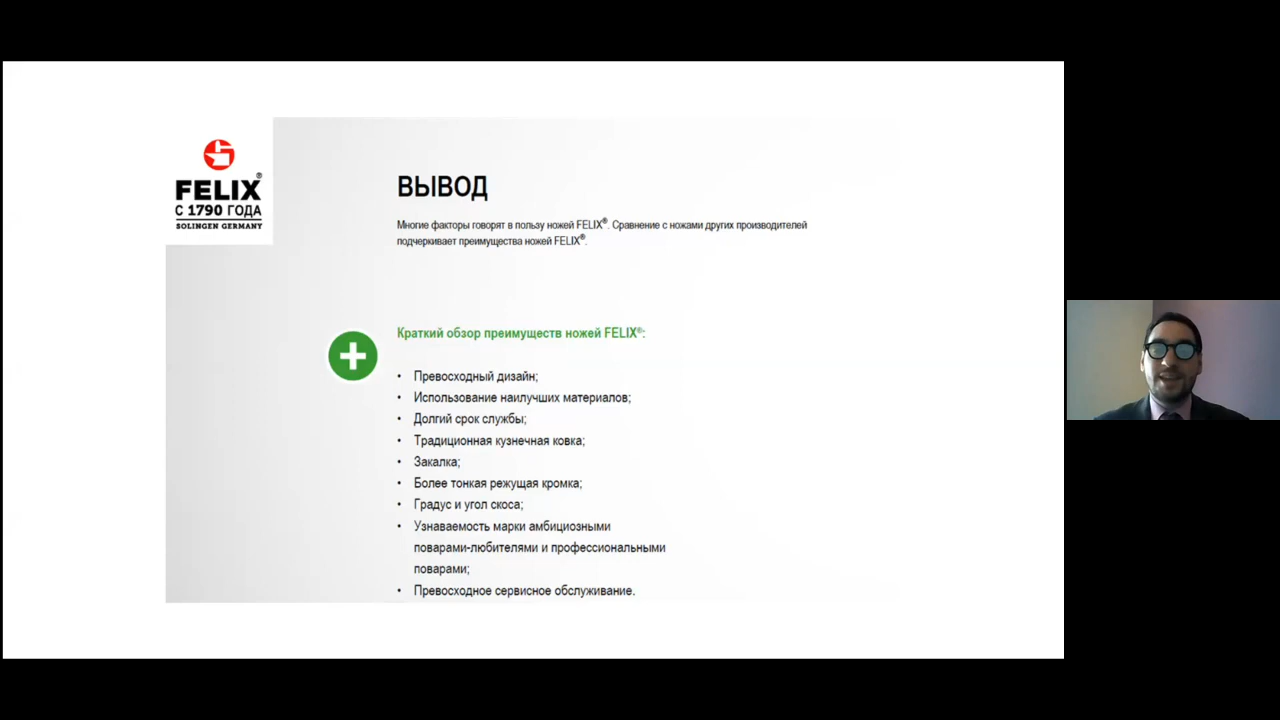 FELIX®
С 1790 ГОДА
SOLINGEN GERMANY
ВЫВОД
Многие факторы говорят в пользу ножей FELIX®. Сравнение с ножами других производителей
подчеркивает преимущества ножей FELIX®.
Краткий обзор преимуществ ножей FELIX®:
• Превосходный дизайн;
• Использование наилучших материалов;
• Долгий срок службы;
• Традиционная кузнечная ковка;
• Закалка;
• Более тонкая режущая кромка;
• Градус и угол скоса;
• Узнаваемость марки амбициозными
поварами-любителями и профессиональными
поварами;
• Превосходное сервисное обслуживание.